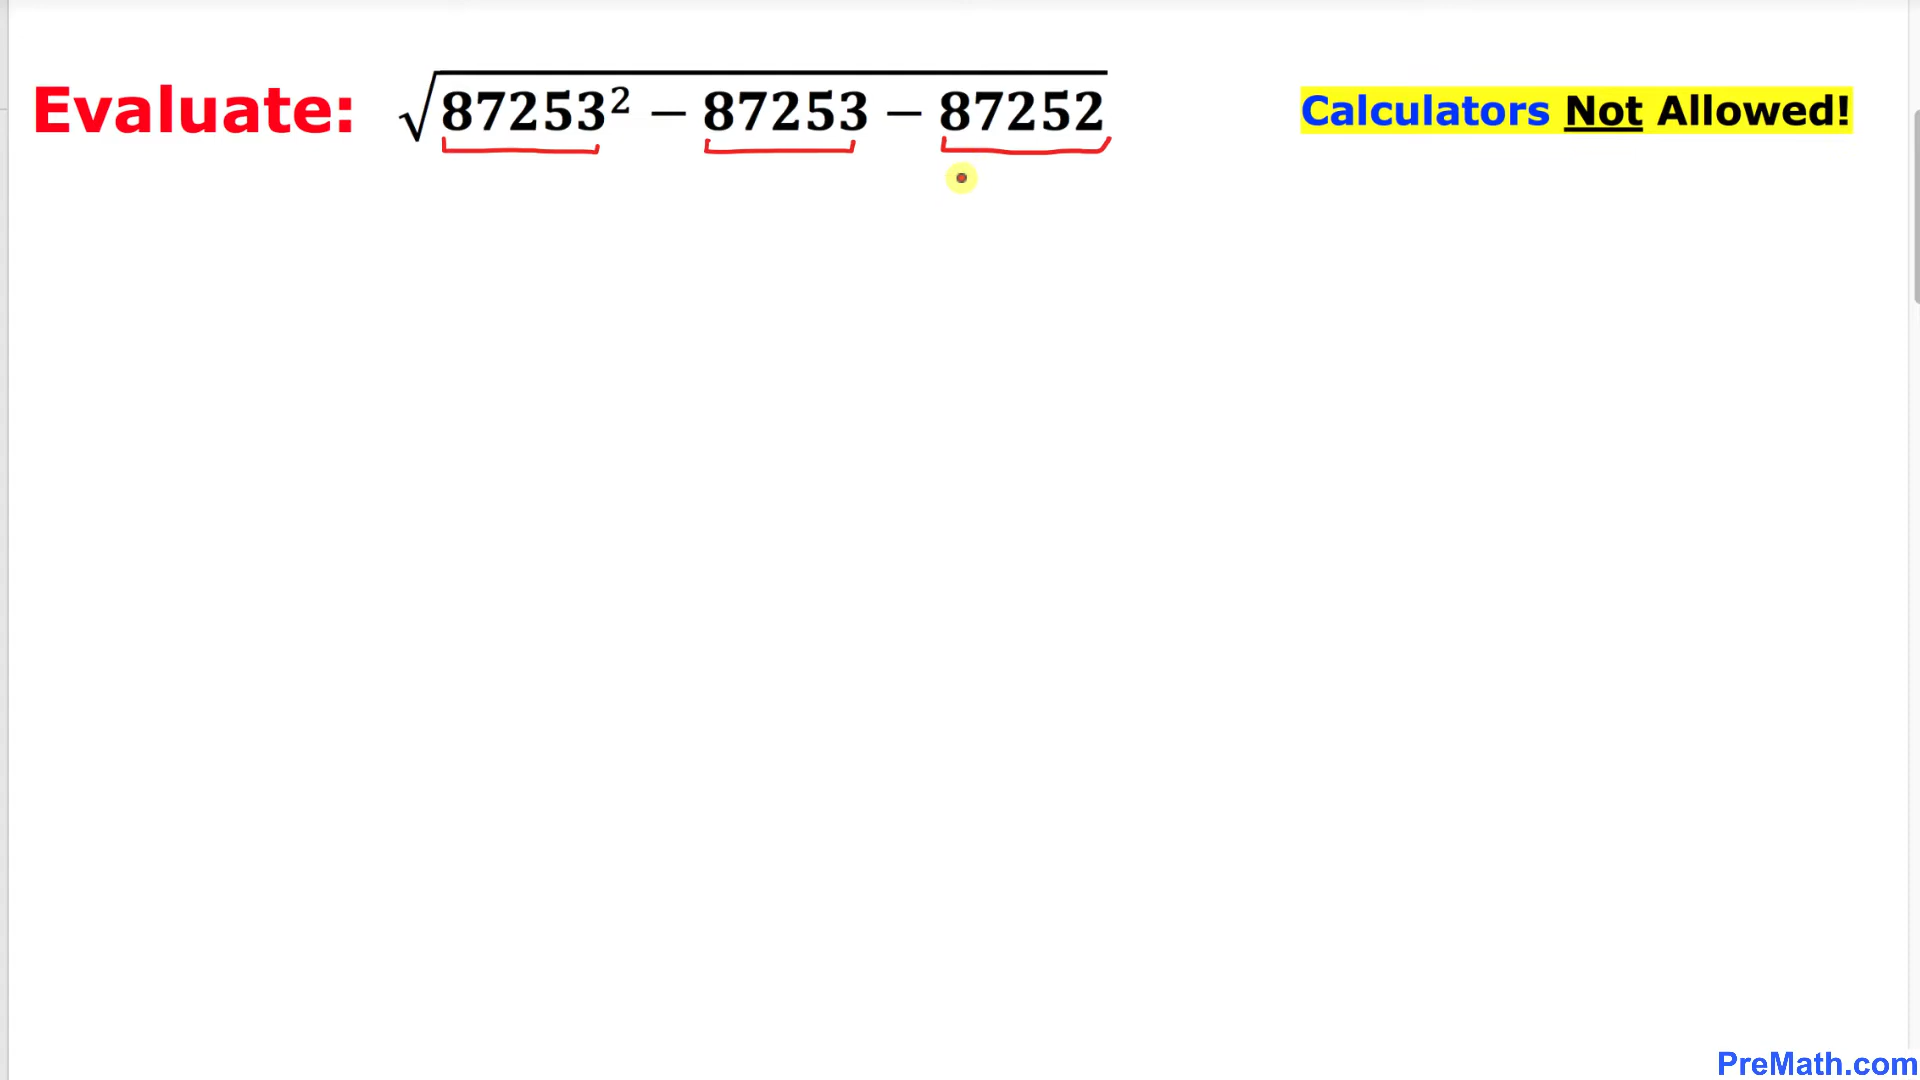 Evaluate: √87253² − 87253 − 87252
Calculators Not Allowed!
PreMath.com